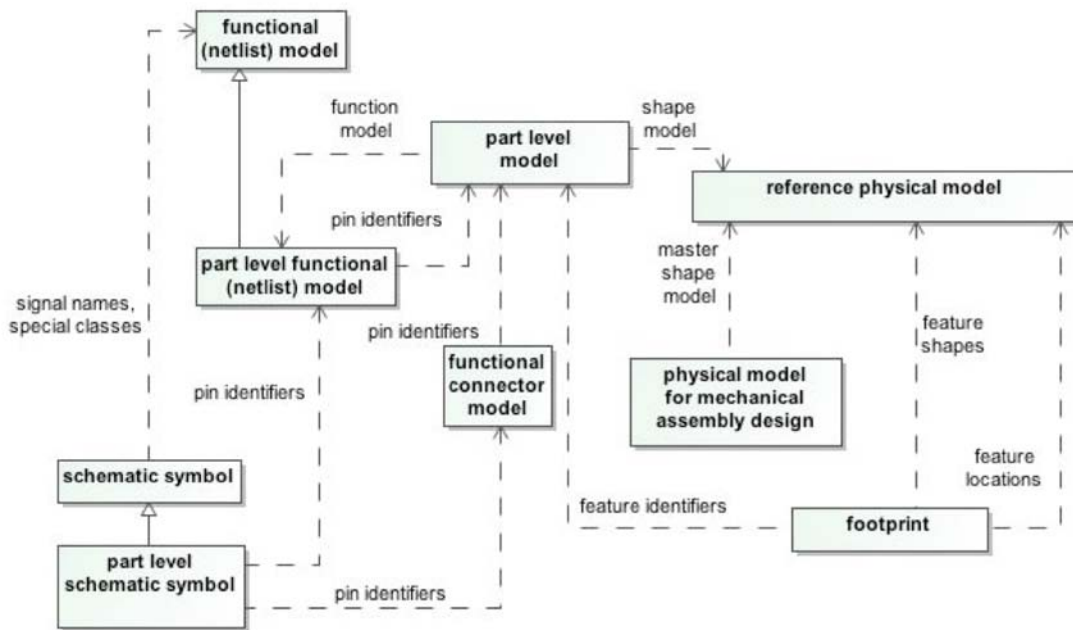 functional
(netlist) model
function
model
part level
model
shape
model
reference physical model
pin identifiers
part level functional
(netlist) model
master
shape
model
signal names,
special classes
pin identifiers
feature
shapes
functional
connector
model
physical model
for mechanical
assembly design
pin identifiers
schematic symbol
feature
locations
feature identifiers
footprint
part level
schematic symbol
pin identifiers